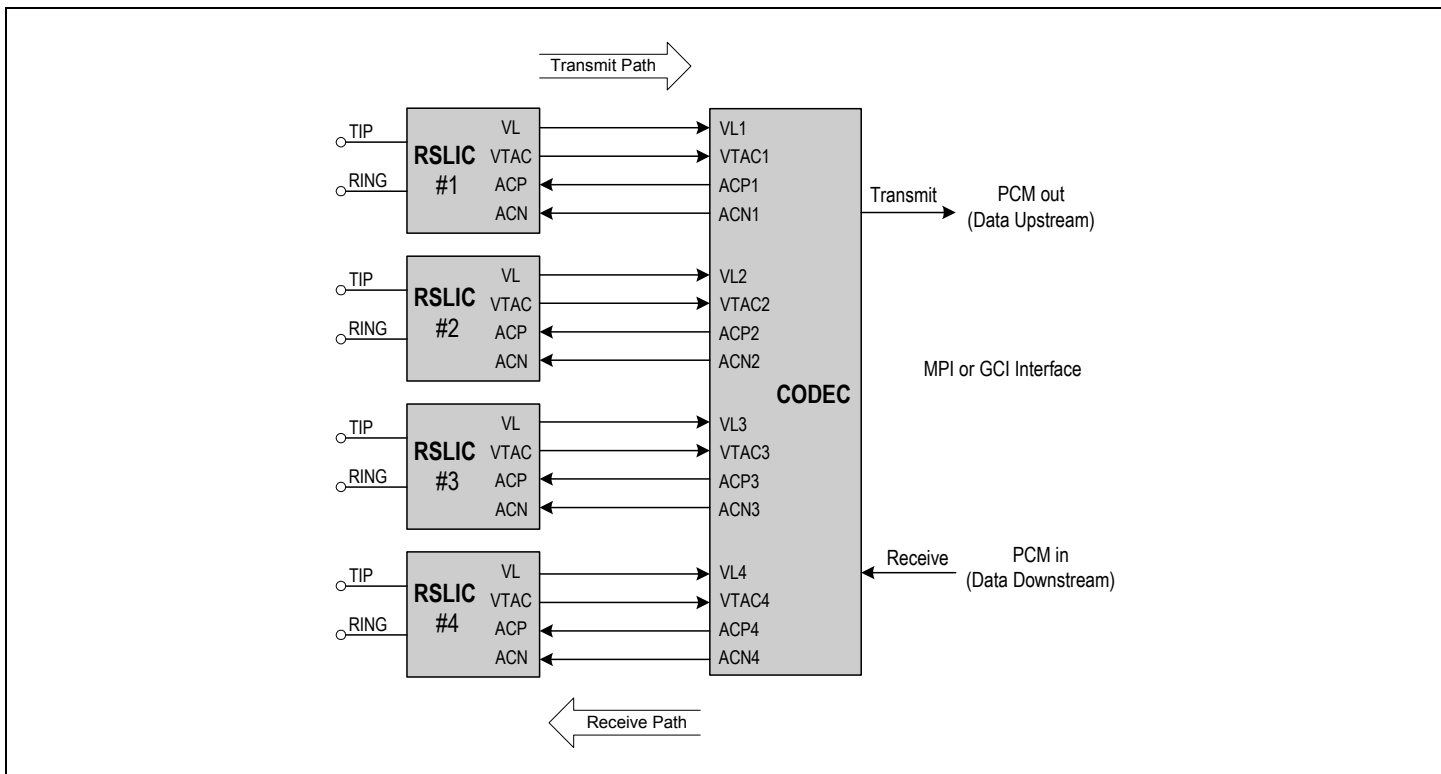 Transmit Path
TIP
RING
RSLIC
#1
VL
VTAC
ACP
ACN
VL1
VTAC1
ACP1
ACN1
TIP
RING
RSLIC
#2
VL
VTAC
ACP
ACN
VL2
VTAC2
ACP2
ACN2
TIP
RING
RSLIC
#3
VL
VTAC
ACP
ACN
VL3
VTAC3
ACP3
ACN3
TIP
RING
RSLIC
#4
VL
VTAC
ACP
ACN
VL4
VTAC4
ACP4
ACN4
CODEC
Transmit
PCM out
(Data Upstream)
MPI or GCI Interface
Receive
PCM in
(Data Downstream)
Receive Path